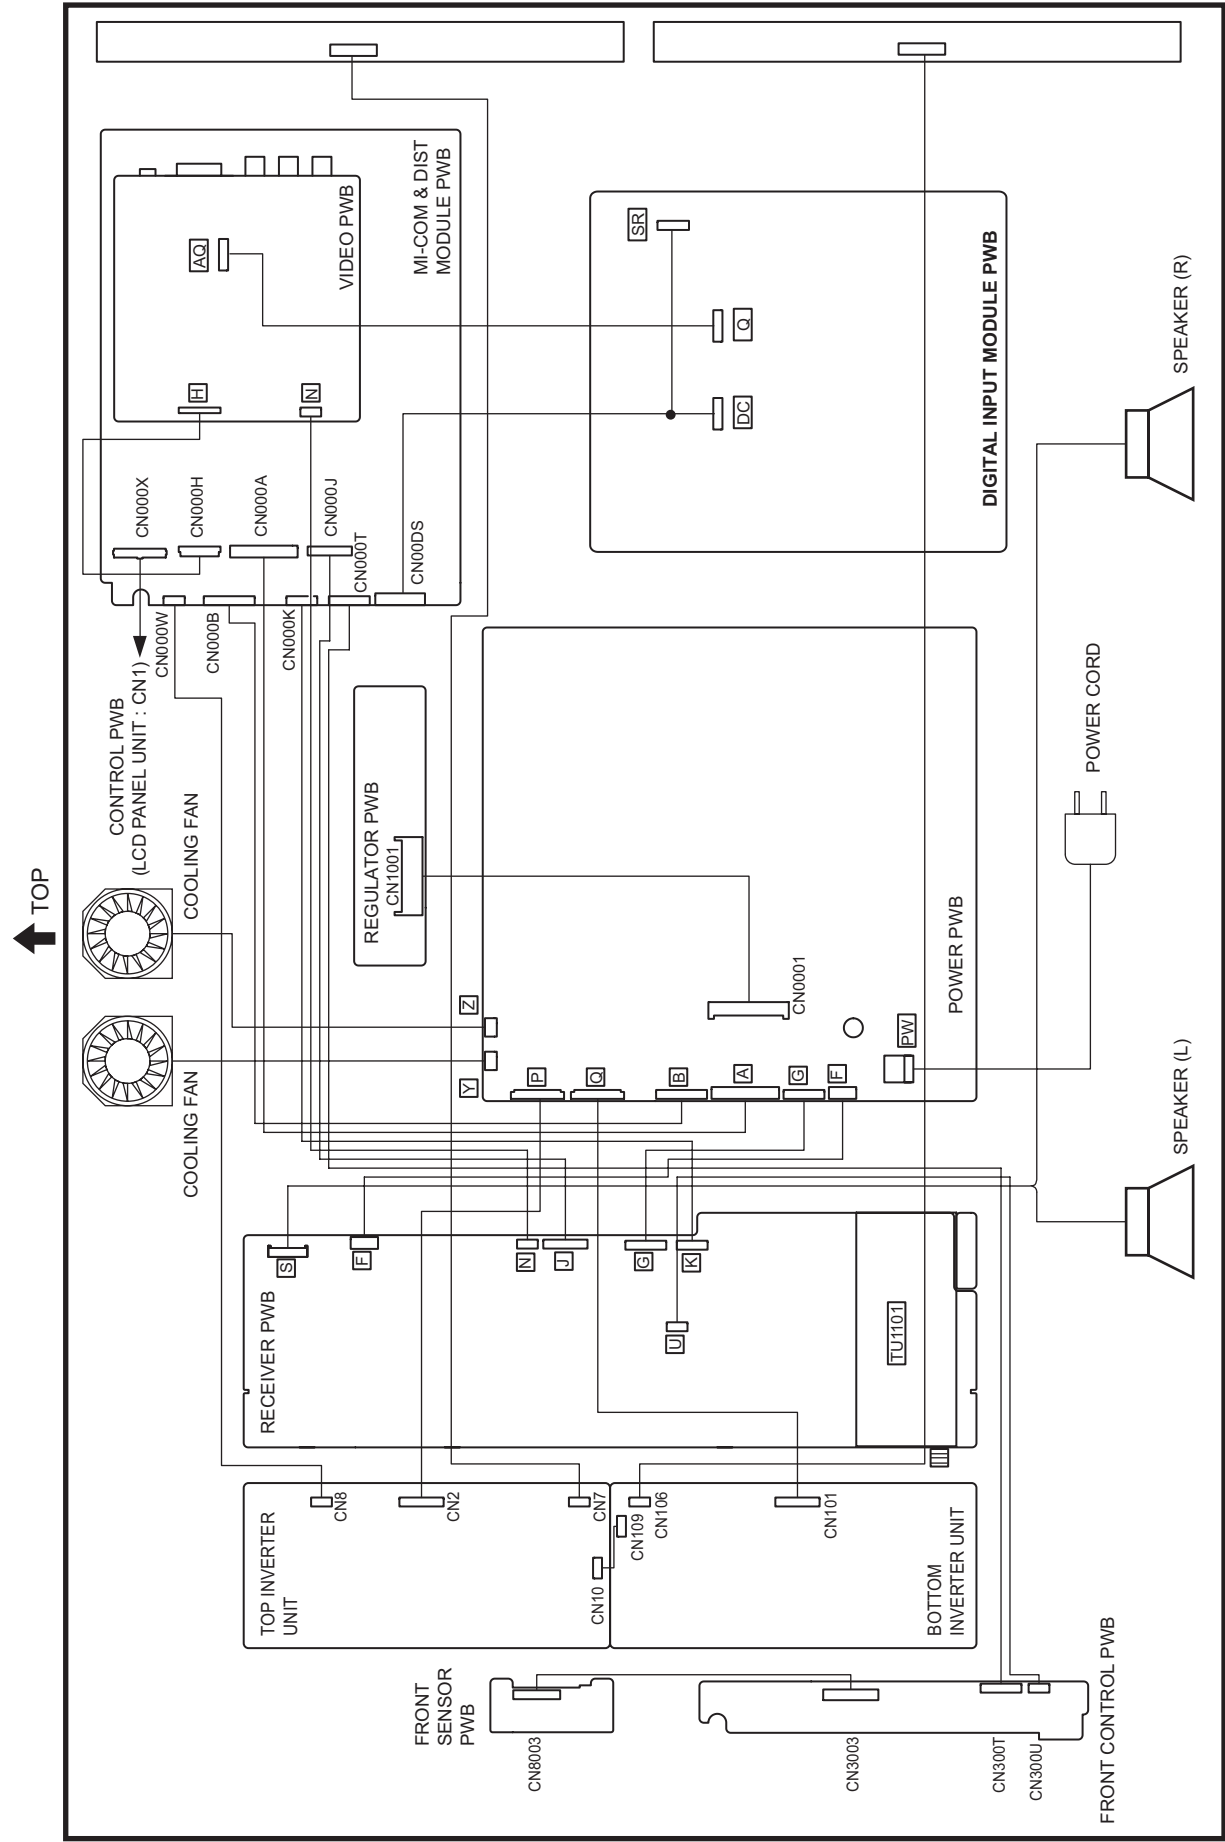 TOP
COOLING FAN
COOLING FAN
CONTROL PWB
(LCD PANEL UNIT : CN1)
CN000X
CN000H
CN000A
CN000J
CN000T
CN00DS
CN000W
CN000B
CN000K
H
N
AQ
VIDEO PWB
MI-COM & DIST
MODULE PWB
REGULATOR PWB
CN1001
Y
Z
P
Q
B
A
G
F
PW
CN0001
POWER PWB
SR
Q
DC
DIGITAL INPUT MODULE PWB
RECEIVER PWB
S
F
N
J
G
K
U
TU1101
TOP INVERTER
UNIT
CN8
CN2
CN7
CN10
CN109
CN106
CN101
BOTTOM
INVERTER UNIT
FRONT
SENSOR
PWB
CN8003
CN3003
CN300T
CN300U
FRONT CONTROL PWB
SPEAKER (L)
POWER CORD
SPEAKER (R)